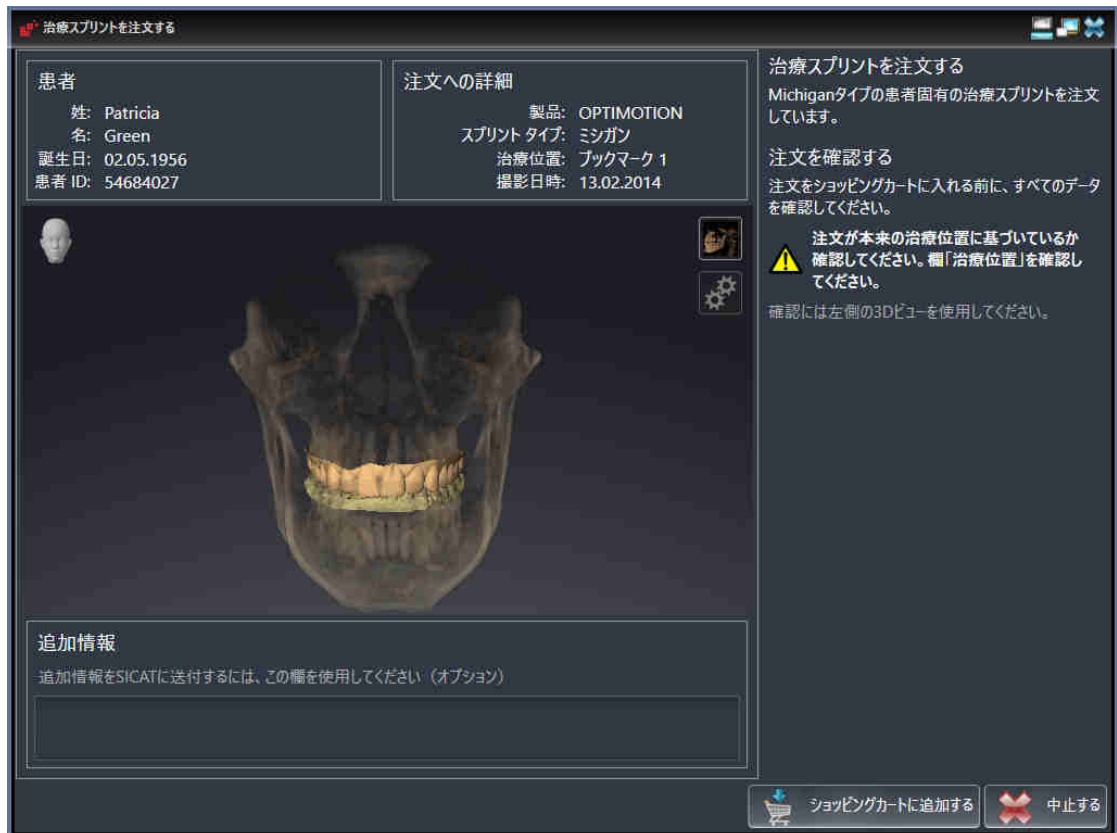 治療スプリントを注文する
患者
姓: Patricia
名: Green
誕生日: 02.05.1956
患者 ID: 54684027
注文への詳細
製品: OPTIMOTION
スプリント タイプ: ミシガン
治療位置: ブックマーク 1
撮影日時: 13.02.2014
治療スプリントを注文する
Michiganタイプの患者固有の治療スプリントを注文
しています。
注文を確認する
注文をショッピングカートに入れる前に、すべてのデータ
を確認してください。
注文が本来の治療位置に基づいているか
確認してください。欄「治療位置」を確認し
てください。
確認には左側の3Dビューを使用してください。
追加情報
追加情報をSICATに送付するには、この欄を使用してください（オプション）
ショッピングカートに追加する
中止する